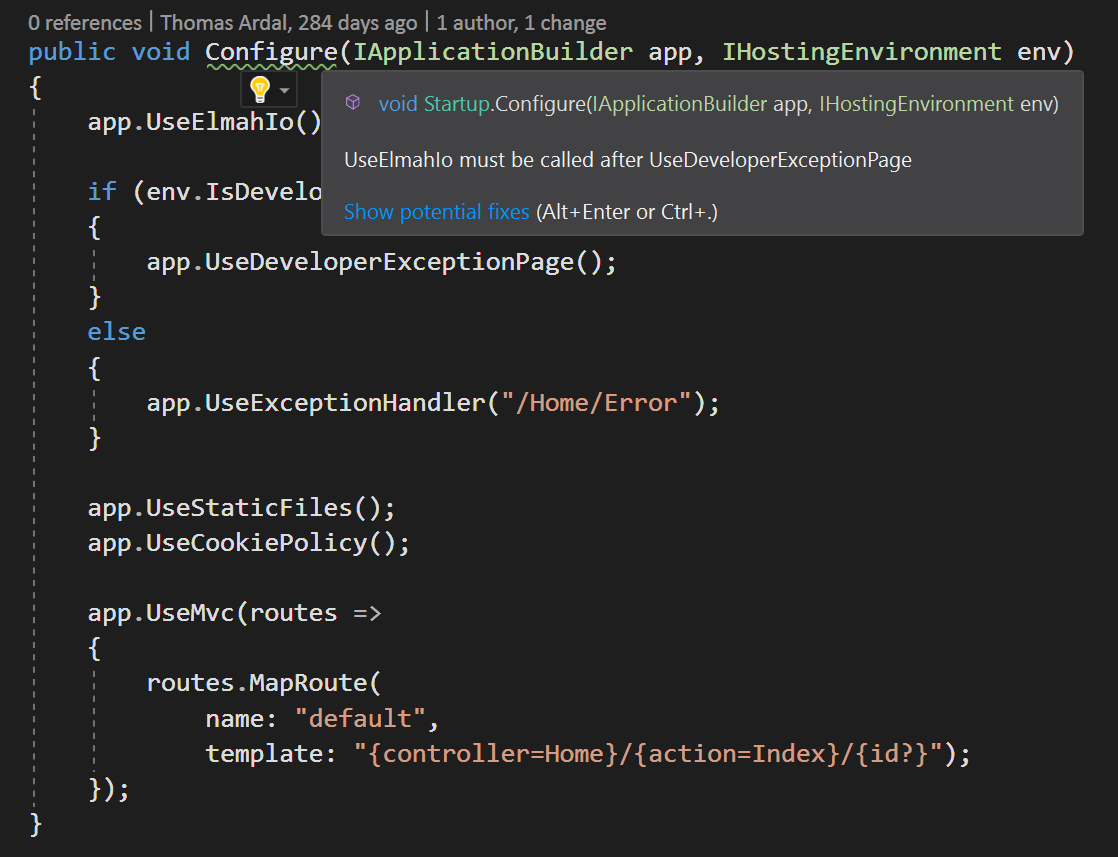 0 references | Thomas Ardal, 284 days ago | 1 author, 1 change
public void Configure(IApplicationBuilder app, IHostingEnvironment env)
{
void Startup.Configure(IApplicationBuilder app, IHostingEnvironment env)
app.UseElmahIo()
UseElmahIo must be called after UseDeveloperExceptionPage
if (env.IsDevelo
Show potential fixes (Alt+Enter or Ctrl+.)
{
app.UseDeveloperExceptionPage();
}
else
{
app.UseExceptionHandler("/Home/Error");
}
app.UseStaticFiles();
app.UseCookiePolicy();
app.UseMvc(routes =>
{
routes.MapRoute(
name: "default",
template: "{controller=Home}/{action=Index}/{id?}");
});
}